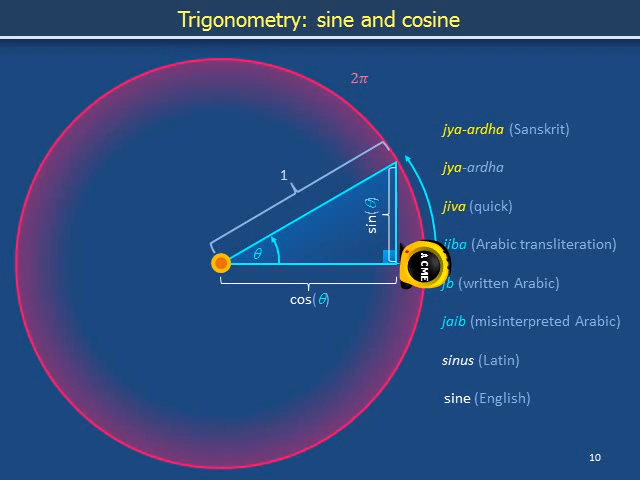 Trigonometry: sine and cosine
2π
1
θ
sin(θ)
cos(θ)
ACME
jya-ardha (Sanskrit)
jya-ardha
jiva (quick)
jiba (Arabic transliteration)
jb (written Arabic)
jaib (misinterpreted Arabic)
sinus (Latin)
sine (English)
10